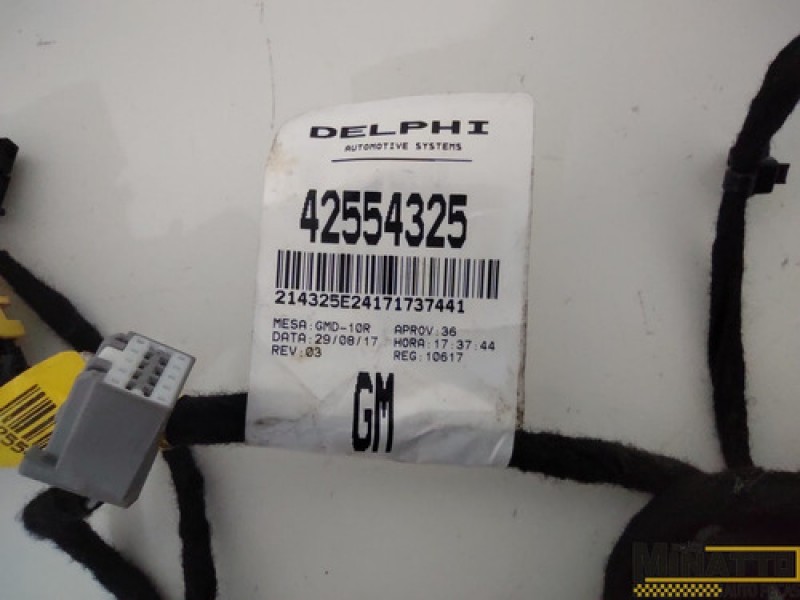 DELPHI
AUTOMOTIVE SYSTEMS
42554325
214325E24171737441
MESA:GMD-10R APROV:36
DATA:29/08/17 HORA:17:37:44
REV:03 REG:10617
GM
MINATTO